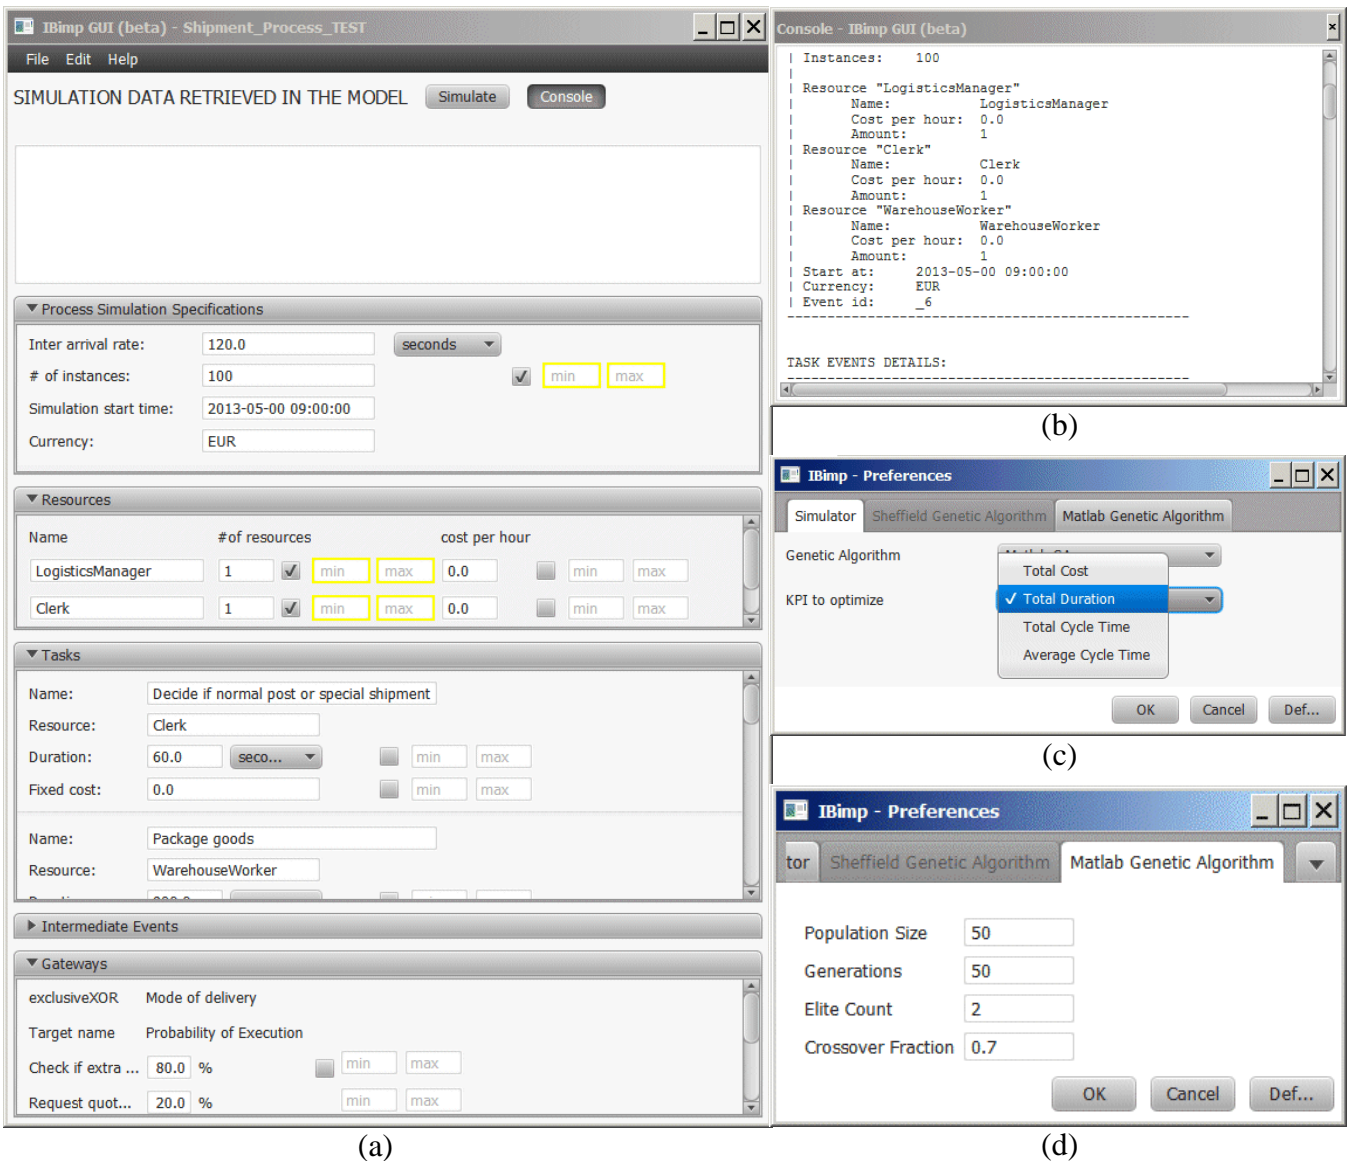 IBimp GUI (beta) - Shipment_Process_TEST
File Edit Help
SIMULATION DATA RETRIEVED IN THE MODEL Simulate Console
Process Simulation Specifications
Inter arrival rate: 120.0 seconds
# of instances: 100 min max
Simulation start time: 2013-05-00 09:00:00
Currency: EUR
Resources
Name #of resources cost per hour
LogisticsManager 1 min max 0.0 min max
Clerk 1 min max 0.0 min max
Tasks
Name: Decide if normal post or special shipment
Resource: Clerk
Duration: 60.0 seco... min max
Fixed cost: 0.0 min max
Name: Package goods
Resource: WarehouseWorker
Intermediate Events
Gateways
exclusiveXOR Mode of delivery
Target name Probability of Execution
Check if extra ... 80.0 % min max
Request quot... 20.0 % min max
(a)
Console - IBimp GUI (beta)
| Instances: 100
|
| Resource "LogisticsManager"
| Name: LogisticsManager
| Cost per hour: 0.0
| Amount: 1
| Resource "Clerk"
| Name: Clerk
| Cost per hour: 0.0
| Amount: 1
| Resource "WarehouseWorker"
| Name: WarehouseWorker
| Cost per hour: 0.0
| Amount: 1
| Start at: 2013-05-00 09:00:00
| Currency: EUR
| Event id: _6
--------------------------------------------------
TASK EVENTS DETAILS:
--------------------------------------------------
(b)
IBimp - Preferences
Simulator Sheffield Genetic Algorithm Matlab Genetic Algorithm
Genetic Algorithm
Total Cost
KPI to optimize ✓ Total Duration
Total Cycle Time
Average Cycle Time
OK Cancel Def...
(c)
IBimp - Preferences
tor Sheffield Genetic Algorithm Matlab Genetic Algorithm
Population Size 50
Generations 50
Elite Count 2
Crossover Fraction 0.7
OK Cancel Def...
(d)